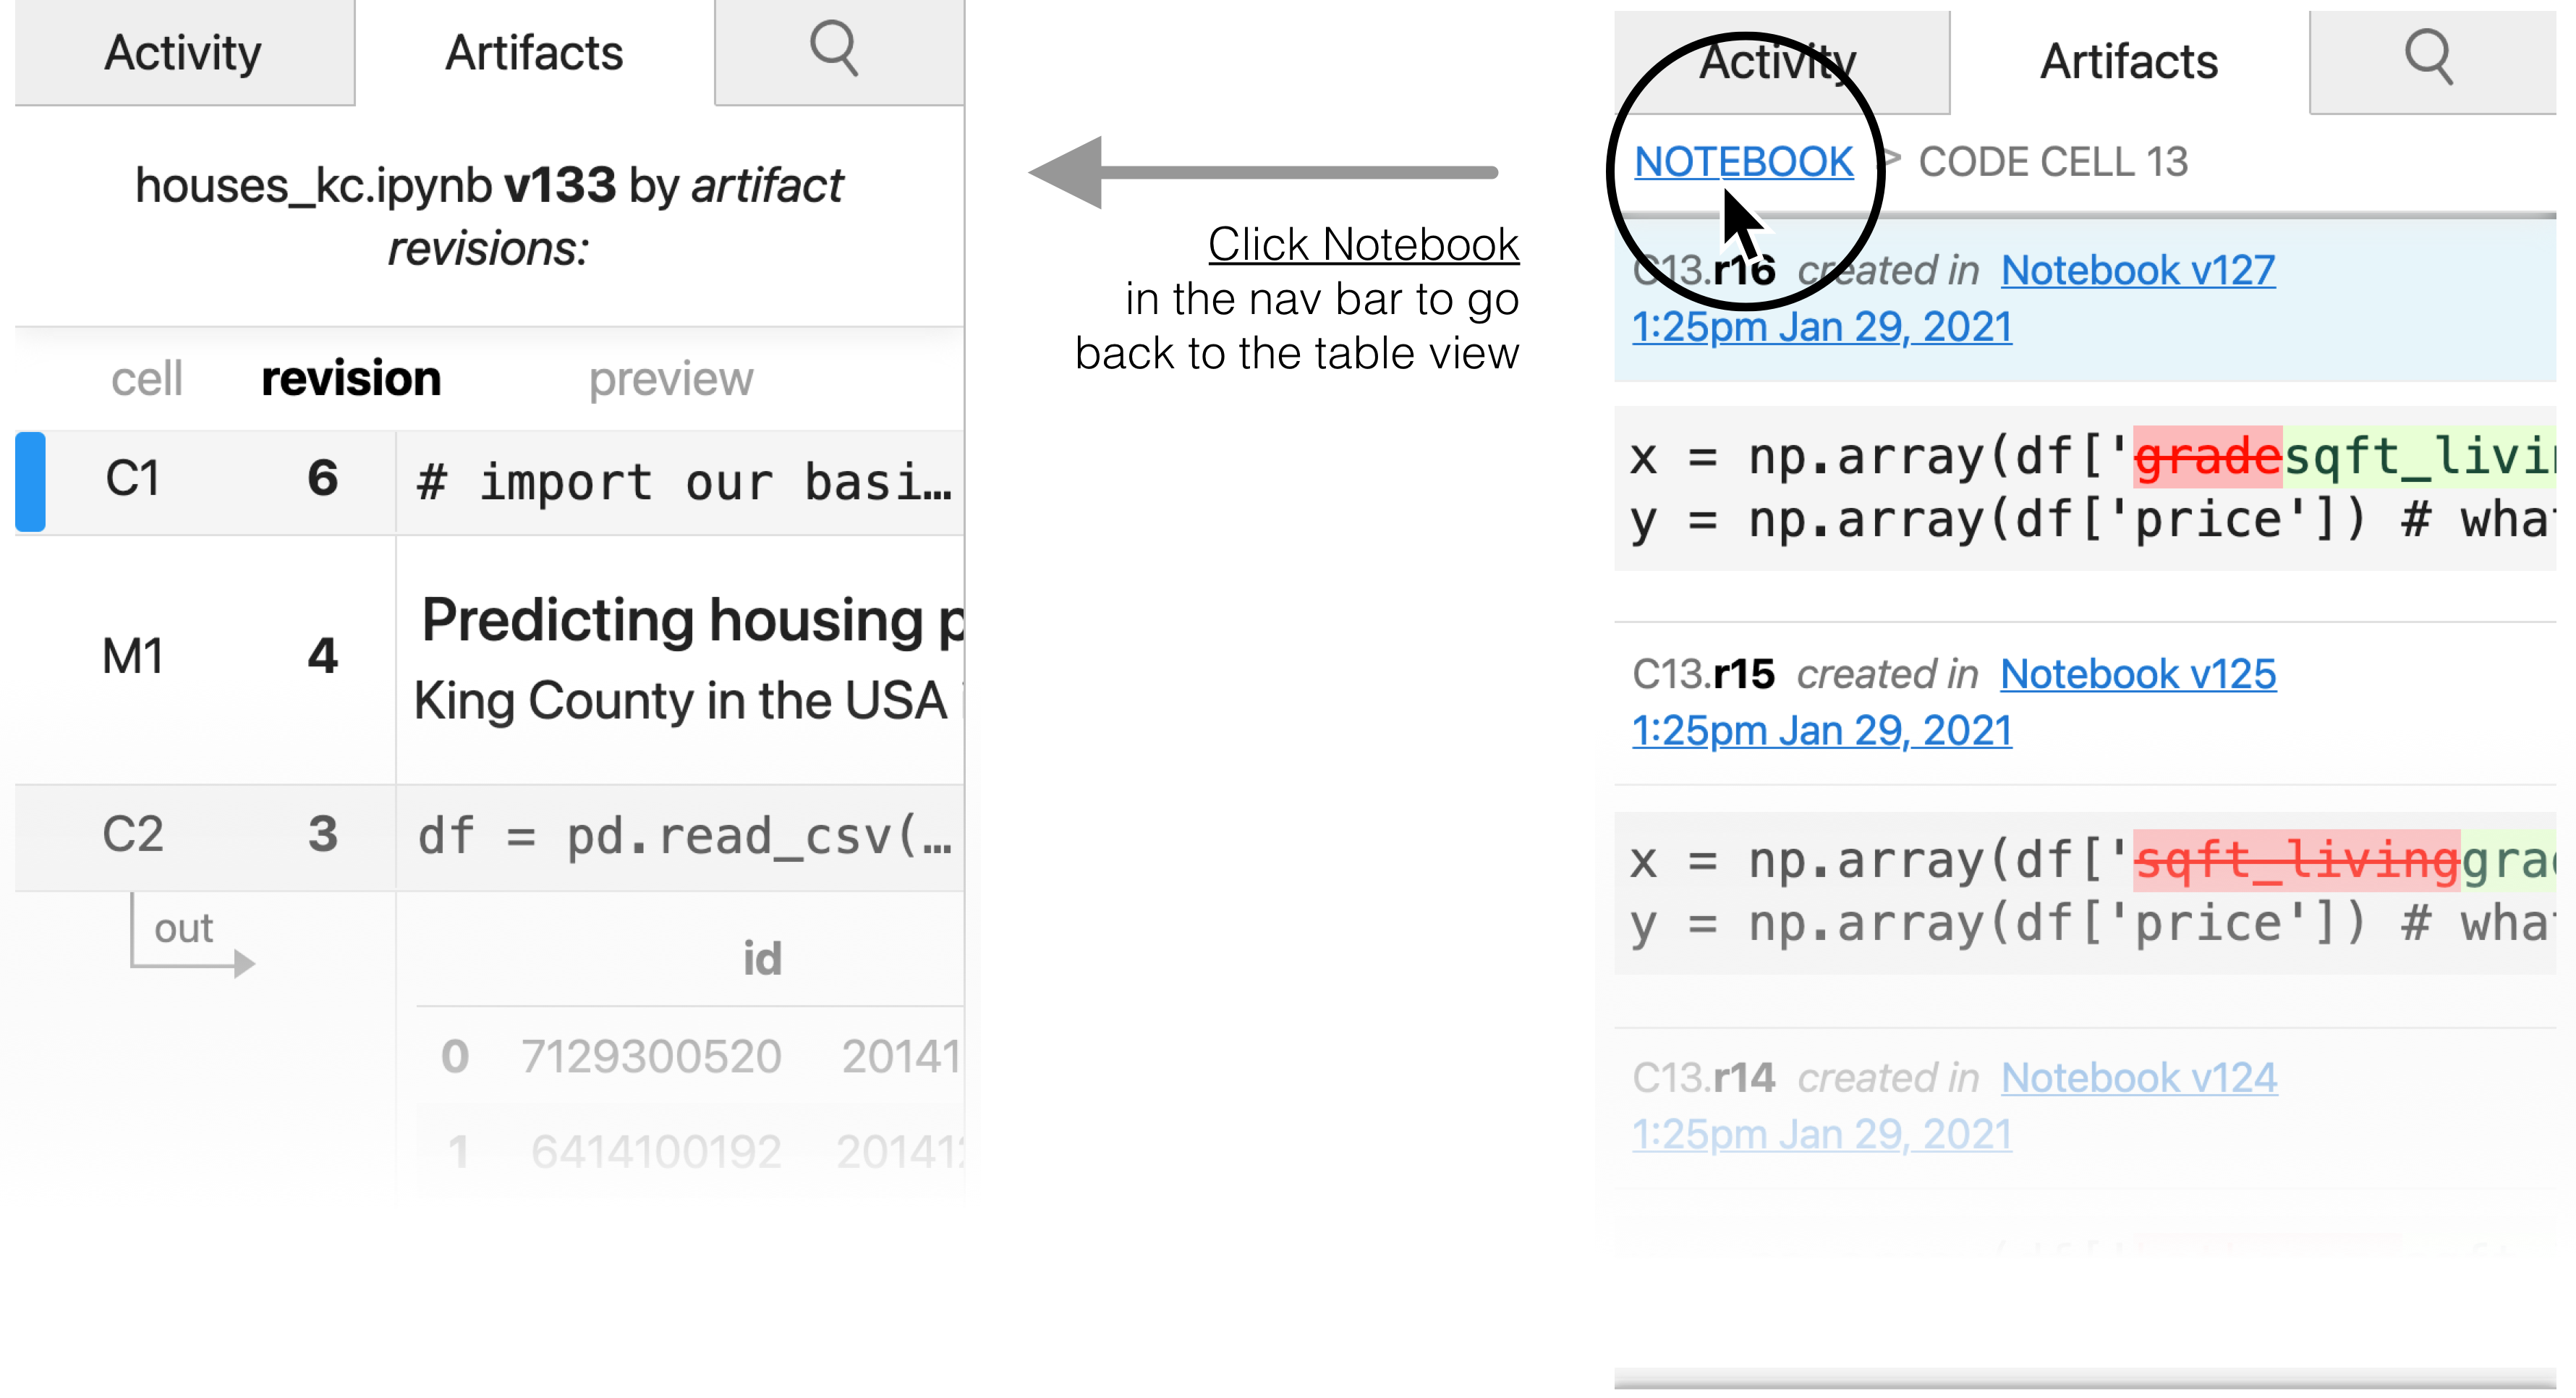 Activity Artifacts
houses_kc.ipynb v133 by artifact
revisions:
cell revision preview
C1 6 # import our basi…
M1 4 Predicting housing p
King County in the USA
C2 3 df = pd.read_csv(…
out
id
0 7129300520 20141
1 6414100192 20141
Click Notebook
in the nav bar to go
back to the table view
Activity Artifacts
NOTEBOOK > CODE CELL 13
C13.r16 created in Notebook v127
1:25pm Jan 29, 2021
x = np.array(df['gradesqft_livi
y = np.array(df['price']) # wha
C13.r15 created in Notebook v125
1:25pm Jan 29, 2021
x = np.array(df['sqft_livinggra
y = np.array(df['price']) # wha
C13.r14 created in Notebook v124
1:25pm Jan 29, 2021